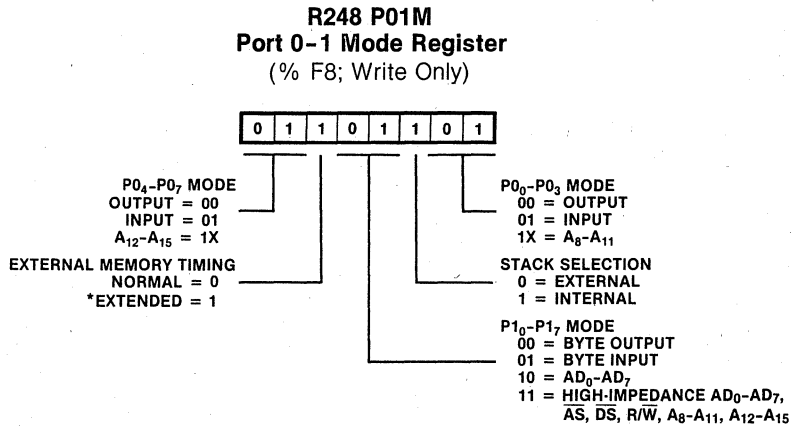 R248 P01M
Port 0-1 Mode Register
(% F8; Write Only)
0 1 1 0 1 1 0 1
P0₄-P0₇ MODE
OUTPUT = 00
INPUT = 01
A₁₂-A₁₅ = 1X
EXTERNAL MEMORY TIMING
NORMAL = 0
*EXTENDED = 1
P0₀-P0₃ MODE
00 = OUTPUT
01 = INPUT
1X = A₈-A₁₁
STACK SELECTION
0 = EXTERNAL
1 = INTERNAL
P1₀-P1₇ MODE
00 = BYTE OUTPUT
01 = BYTE INPUT
10 = AD₀-AD₇
11 = HIGH-IMPEDANCE AD₀-AD₇,
A̅S̅, D̅S̅, R/W̅, A₈-A₁₁, A₁₂-A₁₅